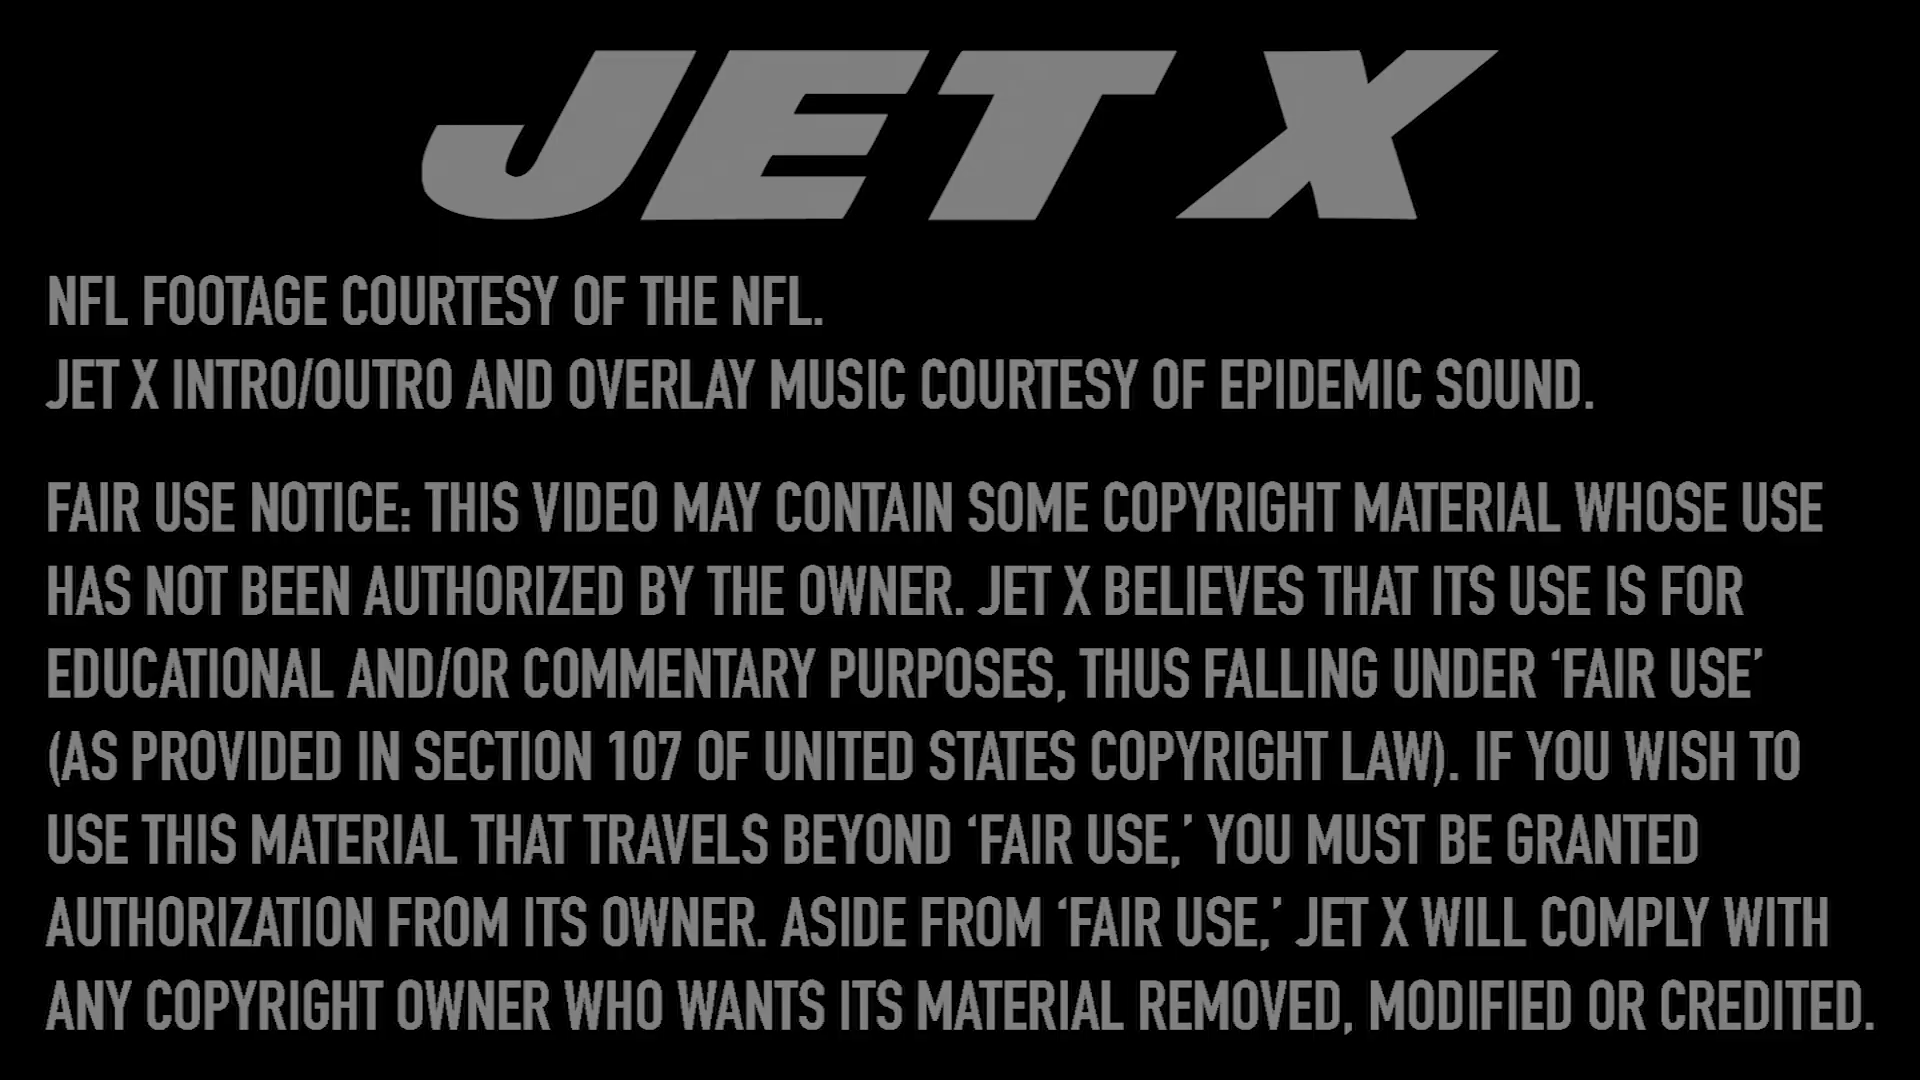 JET X
NFL FOOTAGE COURTESY OF THE NFL.
JET X INTRO/OUTRO AND OVERLAY MUSIC COURTESY OF EPIDEMIC SOUND.
FAIR USE NOTICE: THIS VIDEO MAY CONTAIN SOME COPYRIGHT MATERIAL WHOSE USE
HAS NOT BEEN AUTHORIZED BY THE OWNER. JET X BELIEVES THAT ITS USE IS FOR
EDUCATIONAL AND/OR COMMENTARY PURPOSES, THUS FALLING UNDER ‘FAIR USE’
(AS PROVIDED IN SECTION 107 OF UNITED STATES COPYRIGHT LAW). IF YOU WISH TO
USE THIS MATERIAL THAT TRAVELS BEYOND ‘FAIR USE,’ YOU MUST BE GRANTED
AUTHORIZATION FROM ITS OWNER. ASIDE FROM ‘FAIR USE,’ JET X WILL COMPLY WITH
ANY COPYRIGHT OWNER WHO WANTS ITS MATERIAL REMOVED, MODIFIED OR CREDITED.